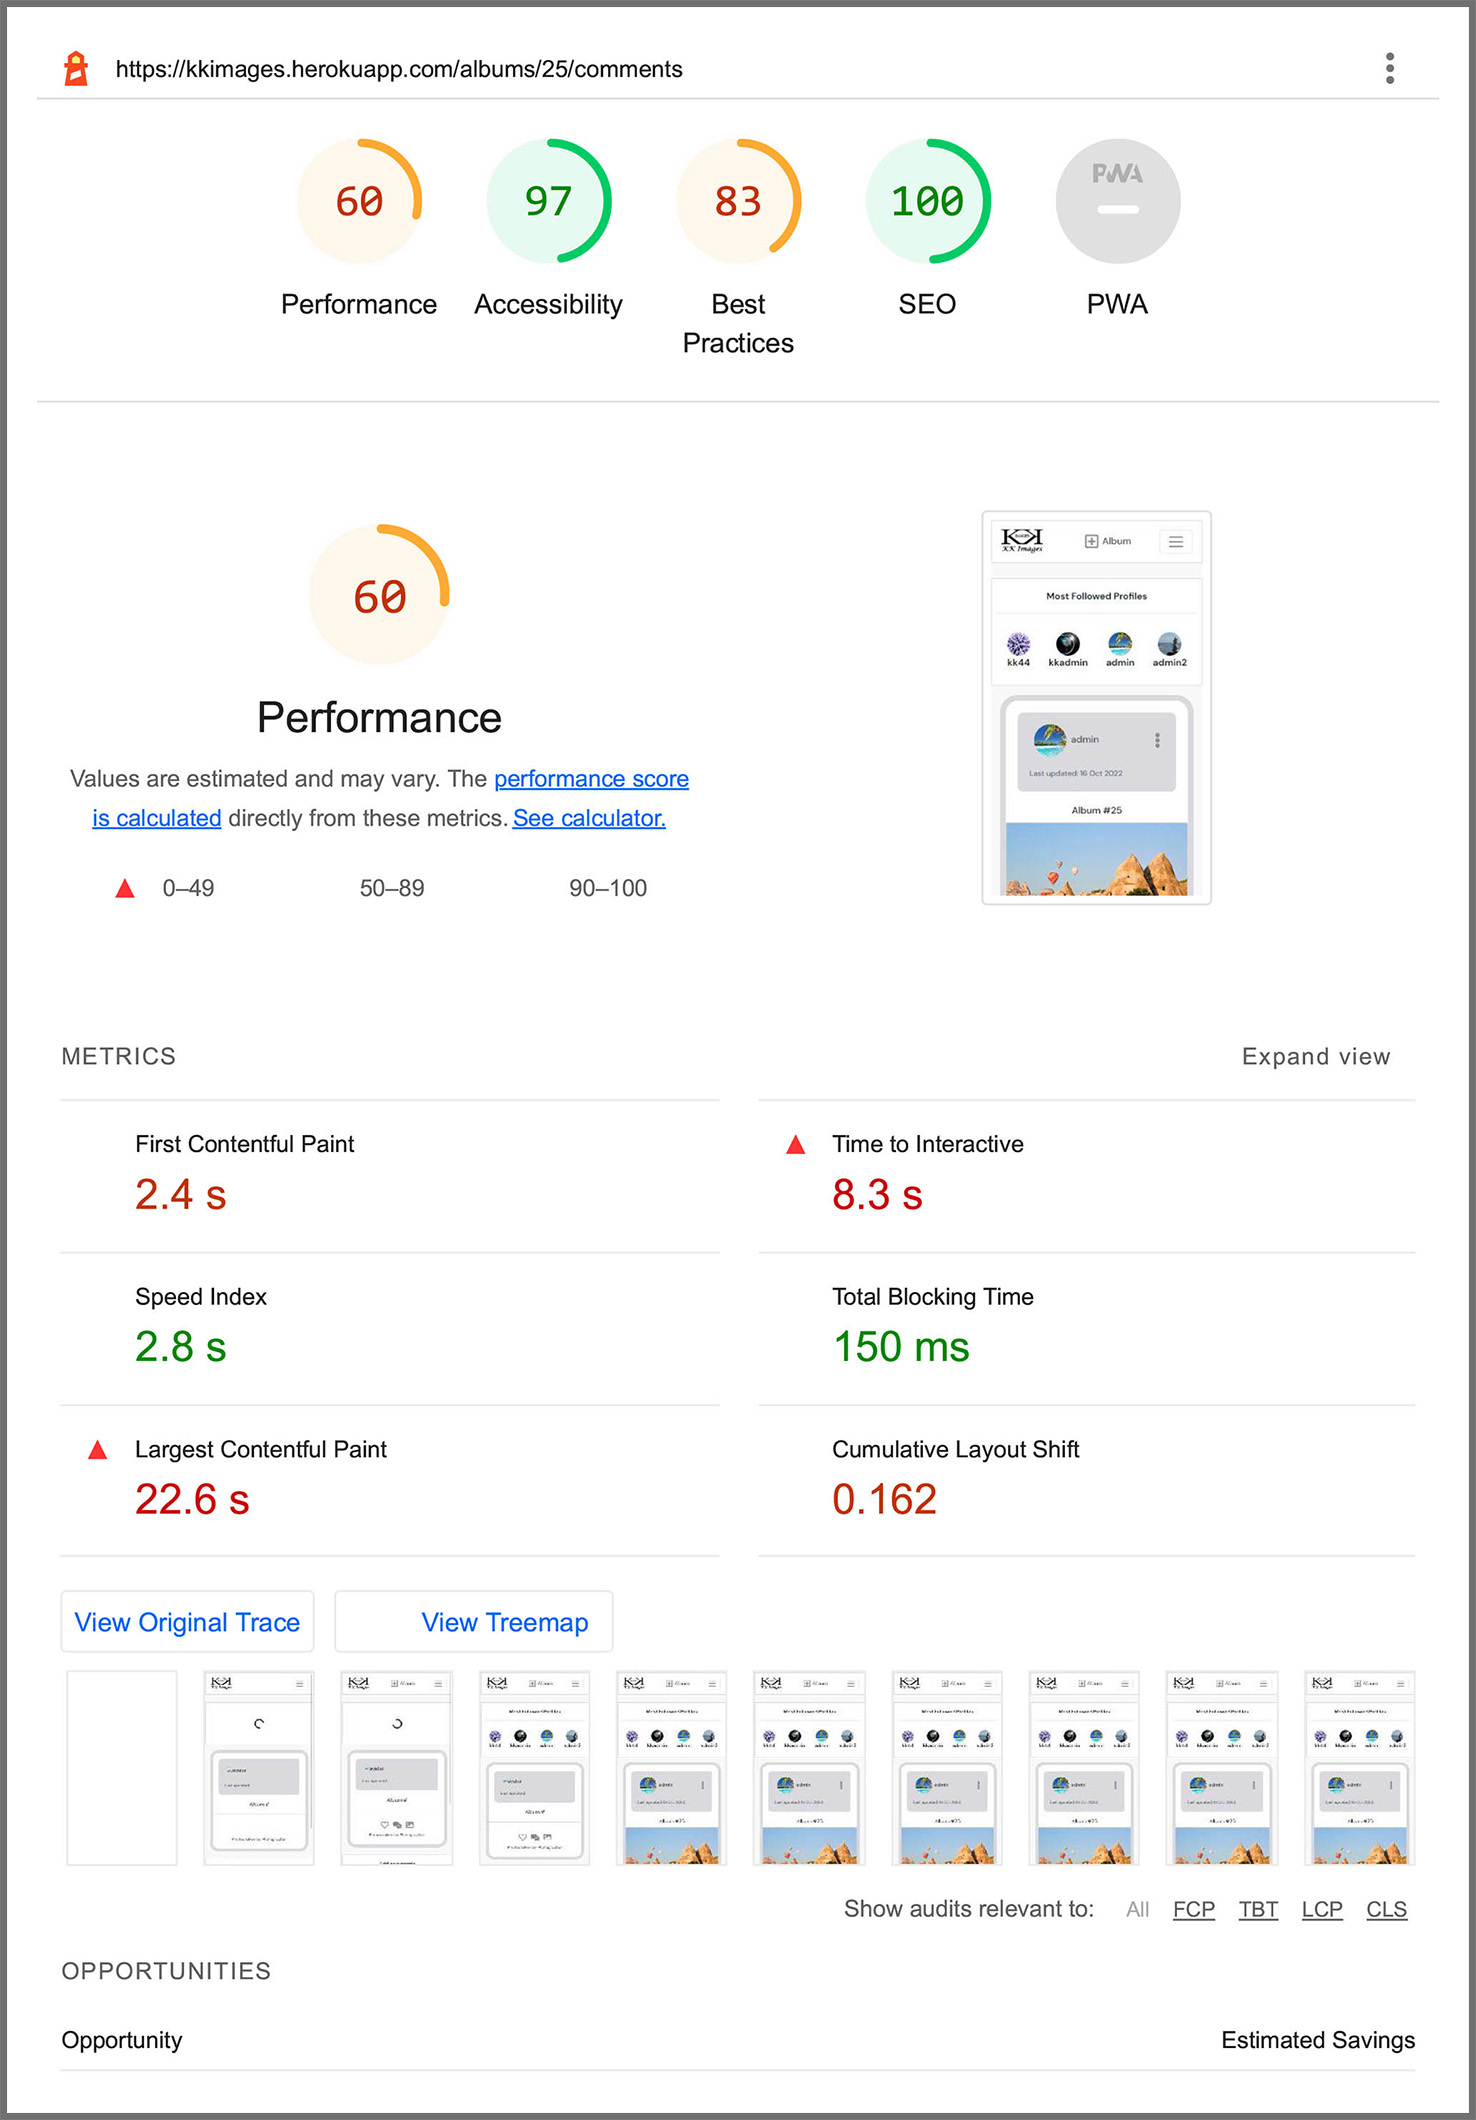 https://kkimages.herokuapp.com/albums/25/comments
60
97
83
100
PWA
Performance
Accessibility
Best
Practices
SEO
PWA
60
Performance
Values are estimated and may vary. The performance score
is calculated directly from these metrics. See calculator.
0–49
50–89
90–100
KK Images
Album
Most Followed Profiles
kk44
kkadmin
admin
admin2
admin
Last updated: 16 Oct 2022
Album #25
METRICS
Expand view
First Contentful Paint
2.4 s
Time to Interactive
8.3 s
Speed Index
2.8 s
Total Blocking Time
150 ms
Largest Contentful Paint
22.6 s
Cumulative Layout Shift
0.162
View Original Trace
View Treemap
Show audits relevant to: All FCP TBT LCP CLS
OPPORTUNITIES
Opportunity
Estimated Savings